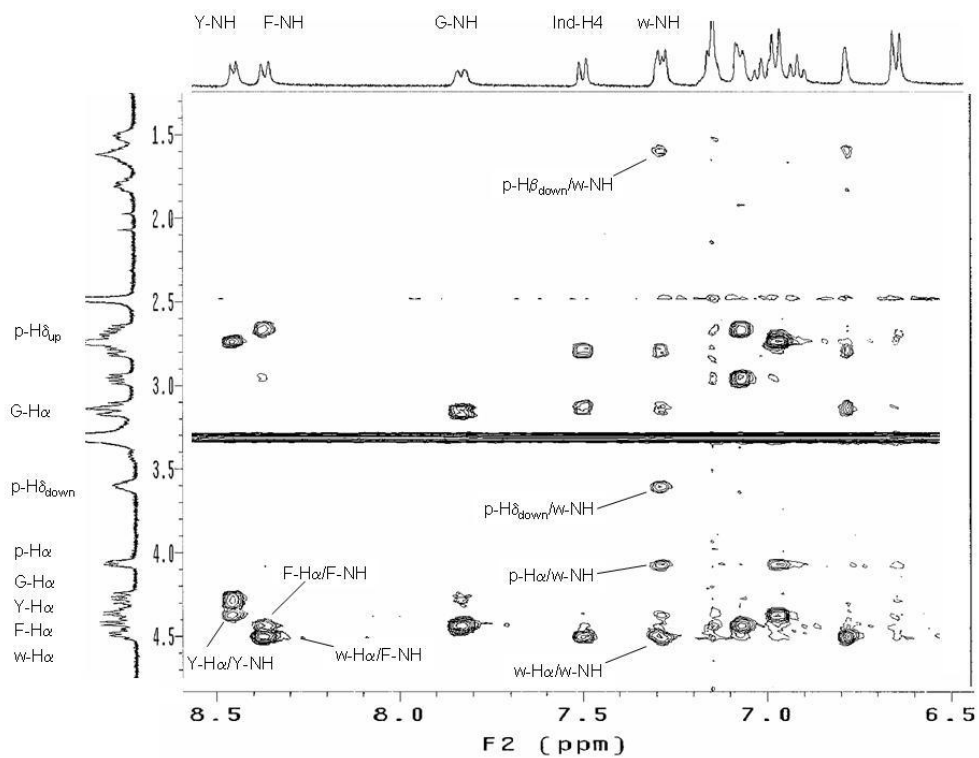 Y-NH F-NH G-NH Ind-H4 w-NH
1.5
p-Hβdown/w-NH
2.0
2.5
p-Hδup
3.0
G-Hα
3.5
p-Hδdown
p-Hδdown/w-NH
p-Hα
4.0
p-Hα/w-NH
F-Hα/F-NH
G-Hα
Y-Hα
F-Hα
4.5
w-Hα
Y-Hα/Y-NH
w-Hα/F-NH
w-Hα/w-NH
8.5 8.0 7.5 7.0 6.5
F2 (ppm)